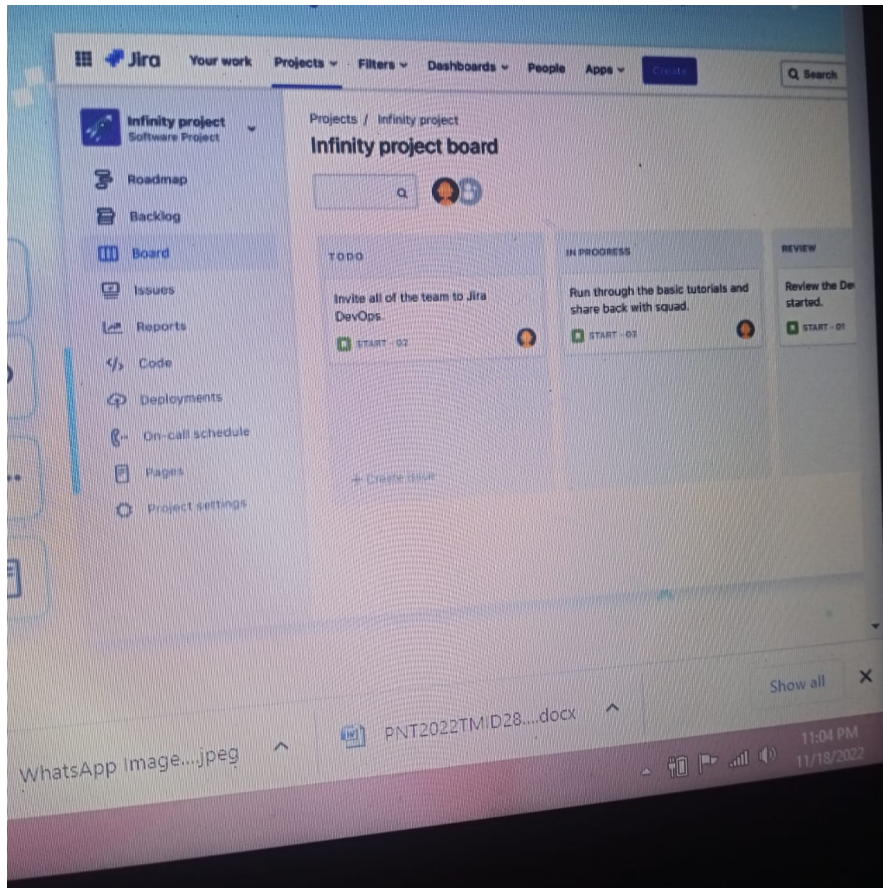 Jira
Your work
Projects
Filters
Dashboards
People
Apps
Create
Search
Infinity project
Software Project
Projects / Infinity project
Infinity project board
Roadmap
Backlog
Board
Issues
Reports
Code
Deployments
On-call schedule
Pages
Project settings
TODO
Invite all of the team to Jira
DevOps.
START - 02
+ Create issue
IN PROGRESS
Run through the basic tutorials and
share back with squad.
START - 03
REVIEW
Review the De
started.
START - 01
WhatsApp Image....jpeg
PNT2022TMID28....docx
Show all
11:04 PM
11/18/2022